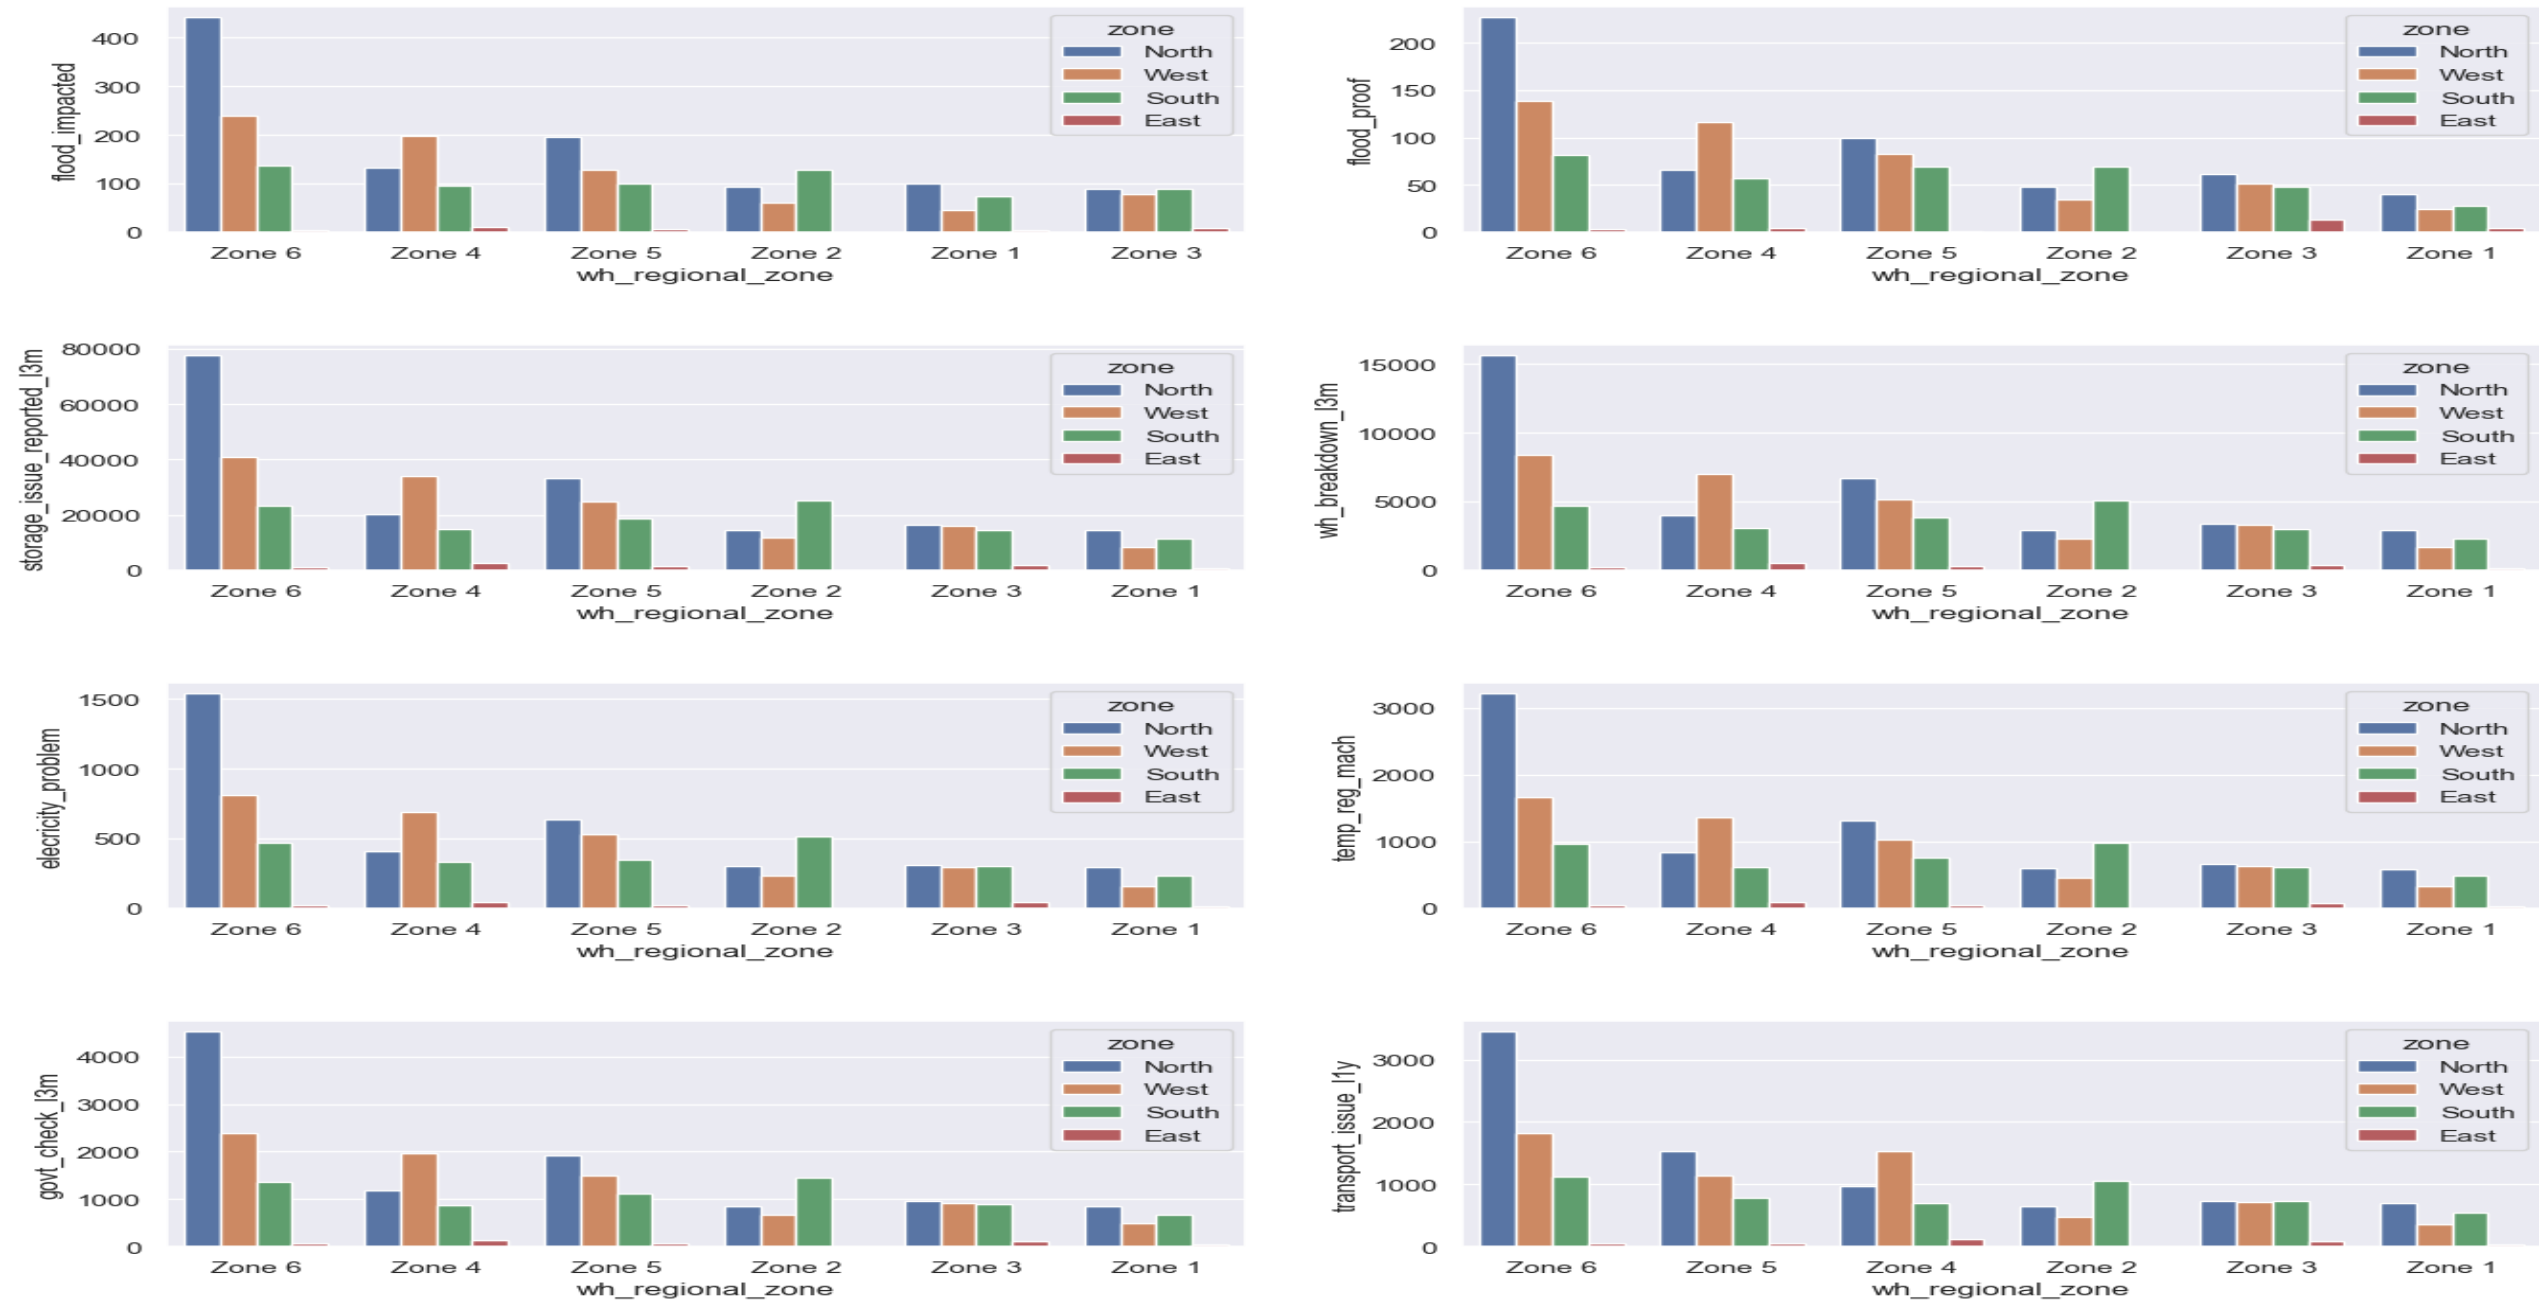 flood_impacted
400
300
200
100
0
zone
North
West
South
East
Zone 6 Zone 4 Zone 5 Zone 2 Zone 1 Zone 3
wh_regional_zone
flood_proof
200
150
100
50
0
zone
North
West
South
East
Zone 6 Zone 4 Zone 5 Zone 2 Zone 3 Zone 1
wh_regional_zone
storage_issue_reported_l3m
80000
60000
40000
20000
0
zone
North
West
South
East
Zone 6 Zone 4 Zone 5 Zone 2 Zone 3 Zone 1
wh_regional_zone
wh_breakdown_l3m
15000
10000
5000
0
zone
North
West
South
East
Zone 6 Zone 4 Zone 5 Zone 2 Zone 3 Zone 1
wh_regional_zone
elecricity_problem
1500
1000
500
0
zone
North
West
South
East
Zone 6 Zone 4 Zone 5 Zone 2 Zone 3 Zone 1
wh_regional_zone
temp_reg_mach
3000
2000
1000
0
zone
North
West
South
East
Zone 6 Zone 4 Zone 5 Zone 2 Zone 3 Zone 1
wh_regional_zone
govt_check_l3m
4000
3000
2000
1000
0
zone
North
West
South
East
Zone 6 Zone 4 Zone 5 Zone 2 Zone 3 Zone 1
wh_regional_zone
transport_issue_l1y
3000
2000
1000
0
zone
North
West
South
East
Zone 6 Zone 5 Zone 4 Zone 2 Zone 3 Zone 1
wh_regional_zone